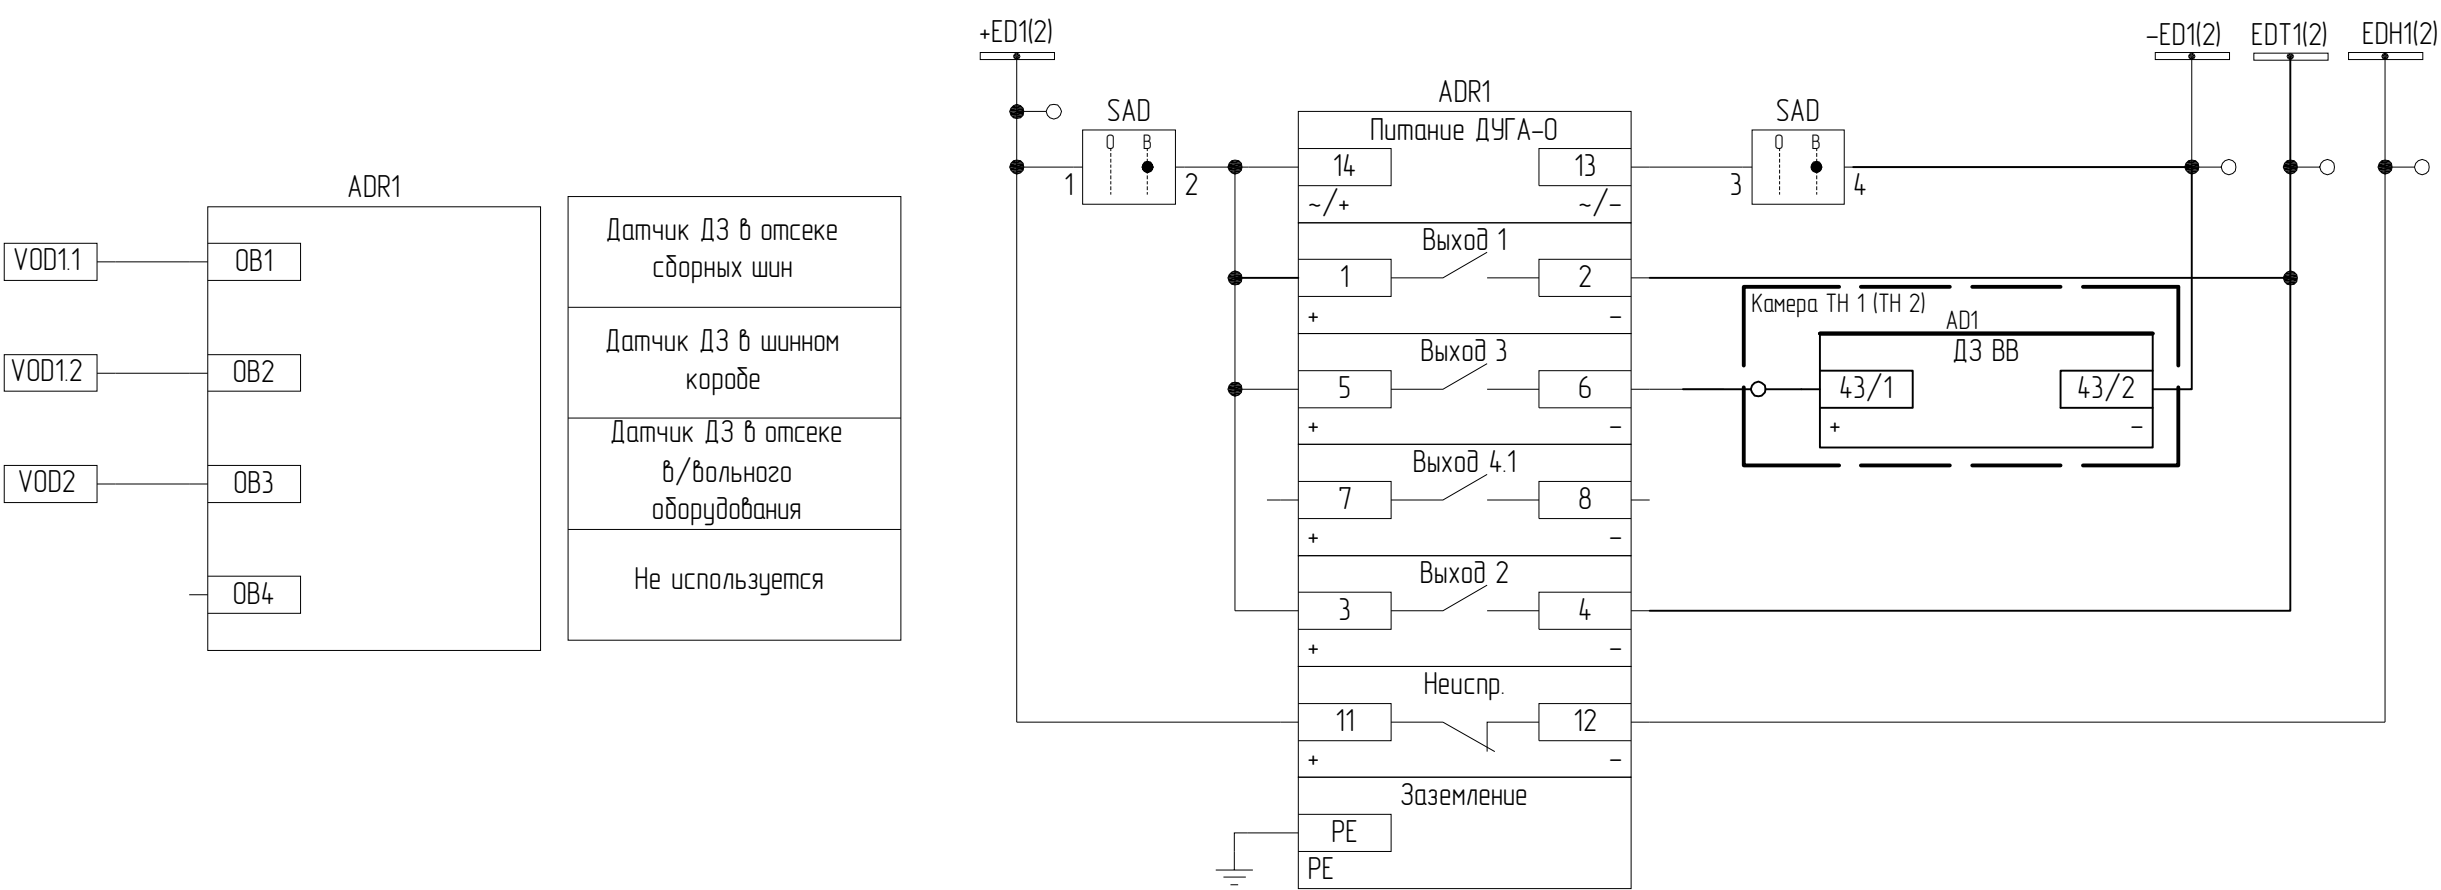 ADR1
VOD1.1
OB1
VOD1.2
OB2
VOD2
OB3
OB4
Датчик ДЗ в отсеке
сборных шин
Датчик ДЗ в шинном
коробе
Датчик ДЗ в отсеке
в/вольного
оборудования
Не используется
+ED1(2)
-ED1(2)
EDT1(2)
EDH1(2)
SAD
0 В
1
2
ADR1
Питание ДУГА-О
14
13
~/+
~/-
SAD
0 В
3
4
Выход 1
1
2
+
-
Выход 3
5
6
+
-
Камера ТН 1 (ТН 2)
AD1
ДЗ ВВ
43/1
43/2
+
-
Выход 4.1
7
8
+
-
Выход 2
3
4
+
-
Неиспр.
11
12
+
-
Заземление
PE
PE